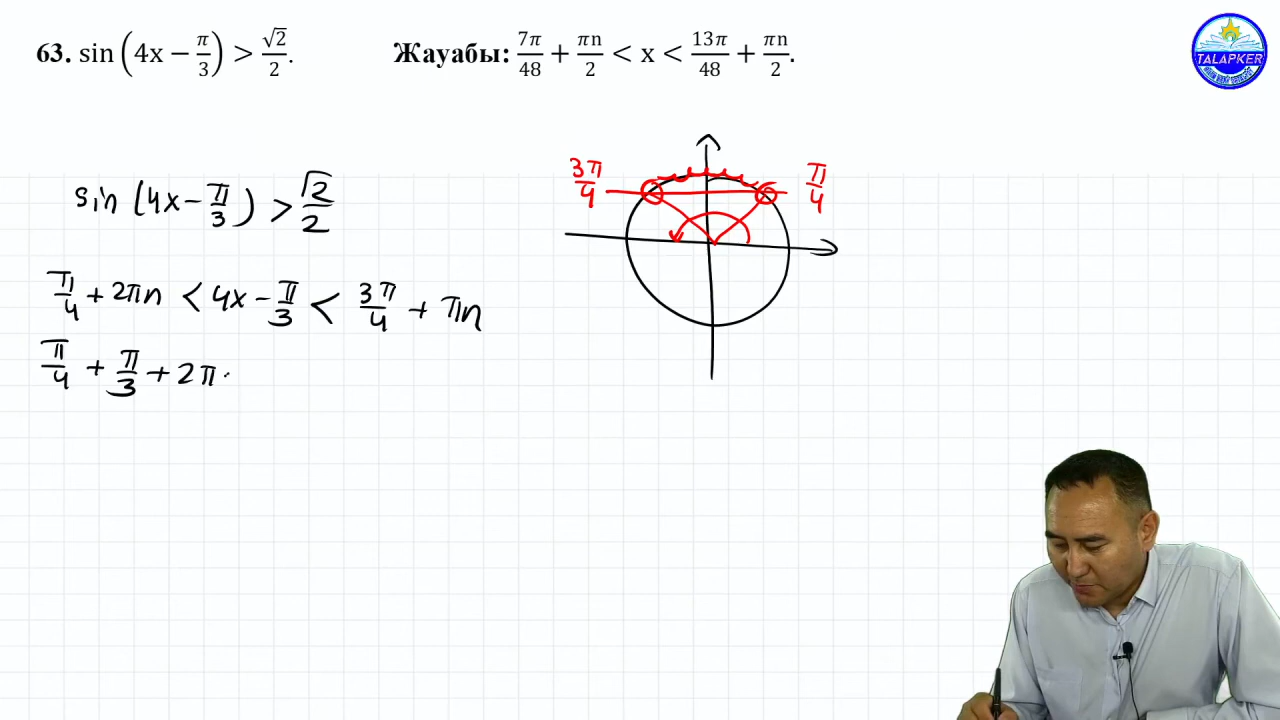 63. sin(4x − π/3) > √2/2. Жауабы: 7π/48 + πn/2 < x < 13π/48 + πn/2.
TALAPKER
sin(4x − π/3) > √2/2
3π/4 π/4
π/4 + 2πn < 4x − π/3 < 3π/4 + πn
π/4 + π/3 + 2π